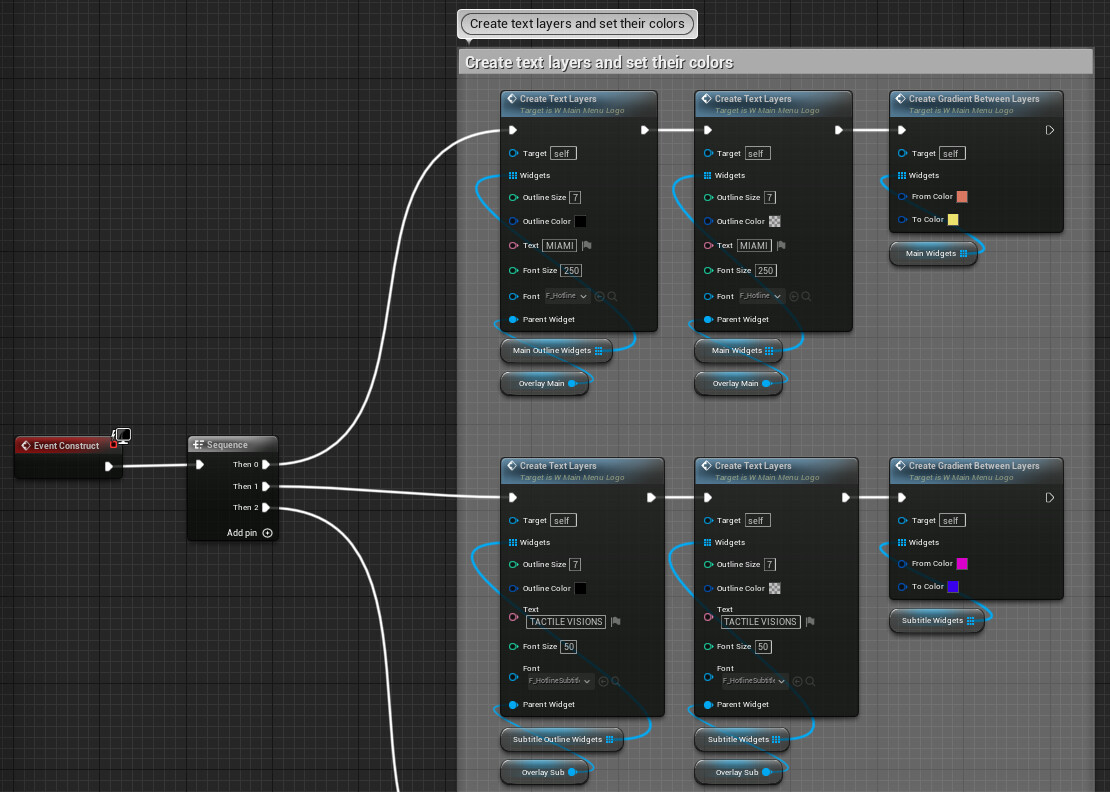 Create text layers and set their colors
Create text layers and set their colors
Create Text Layers
Target is W Main Menu Logo
Target self
Widgets
Outline Size 7
Outline Color
Text MIAMI
Font Size 250
Font F_Hotline
Parent Widget
Main Outline Widgets
Overlay Main
Create Text Layers
Target is W Main Menu Logo
Target self
Widgets
Outline Size 7
Outline Color
Text MIAMI
Font Size 250
Font F_Hotline
Parent Widget
Main Widgets
Overlay Main
Create Gradient Between Layers
Target is W Main Menu Logo
Target self
Widgets
From Color
To Color
Main Widgets
Event Construct
Sequence
Then 0
Then 1
Then 2
Add pin
Create Text Layers
Target is W Main Menu Logo
Target self
Widgets
Outline Size 7
Outline Color
Text
TACTILE VISIONS
Font Size 50
Font
F_HotlineSubtitle
Parent Widget
Subtitle Outline Widgets
Overlay Sub
Create Text Layers
Target is W Main Menu Logo
Target self
Widgets
Outline Size 7
Outline Color
Text
TACTILE VISIONS
Font Size 50
Font
F_HotlineSubtitle
Parent Widget
Subtitle Widgets
Overlay Sub
Create Gradient Between Layers
Target is W Main Menu Logo
Target self
Widgets
From Color
To Color
Subtitle Widgets